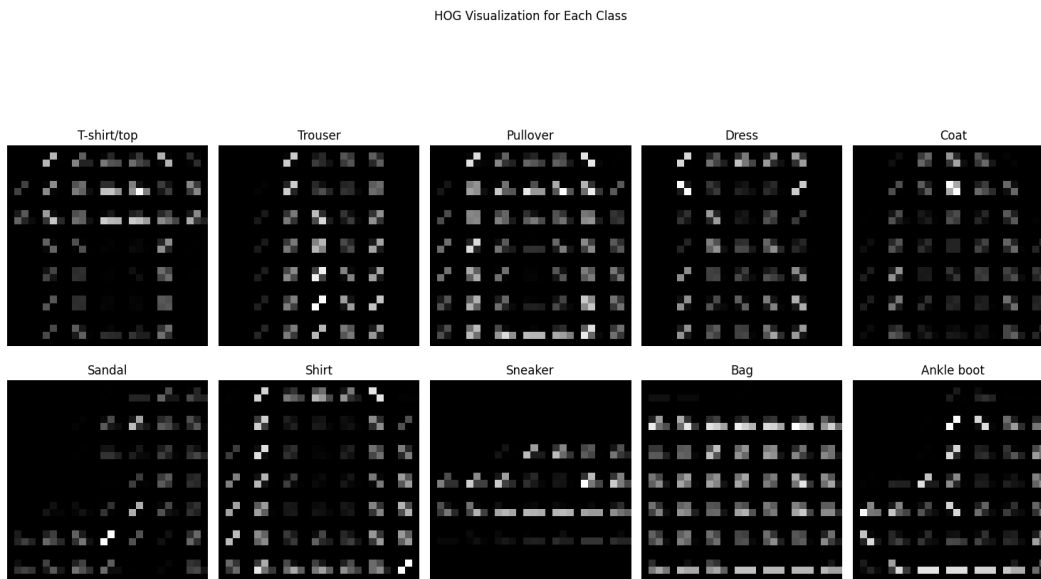 HOG Visualization for Each Class
T-shirt/top
Trouser
Pullover
Dress
Coat
Sandal
Shirt
Sneaker
Bag
Ankle boot